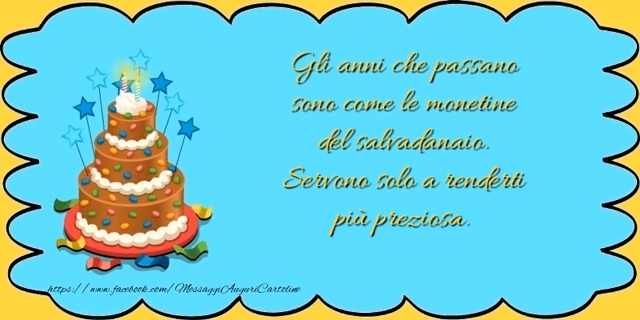 Gli anni che passano
sono come le monetine
del salvadanaio.
Servono solo a renderti
più preziosa.
https://www.facebook.com/MessaggiAuguriCartoline